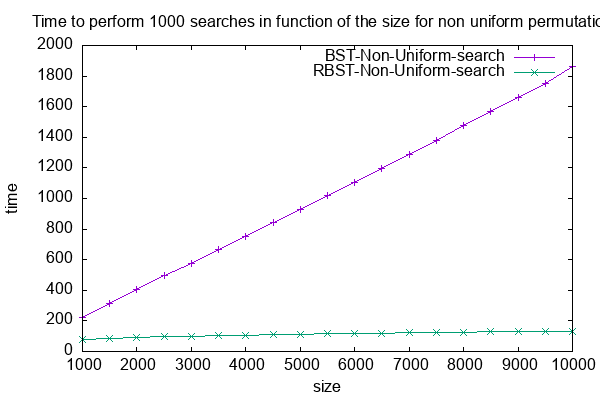 Time to perform 1000 searches in function of the size for non uniform permutatio
2000
1800
1600
1400
1200
1000
800
600
400
200
0
time
BST-Non-Uniform-search
RBST-Non-Uniform-search
1000 2000 3000 4000 5000 6000 7000 8000 9000 10000
size